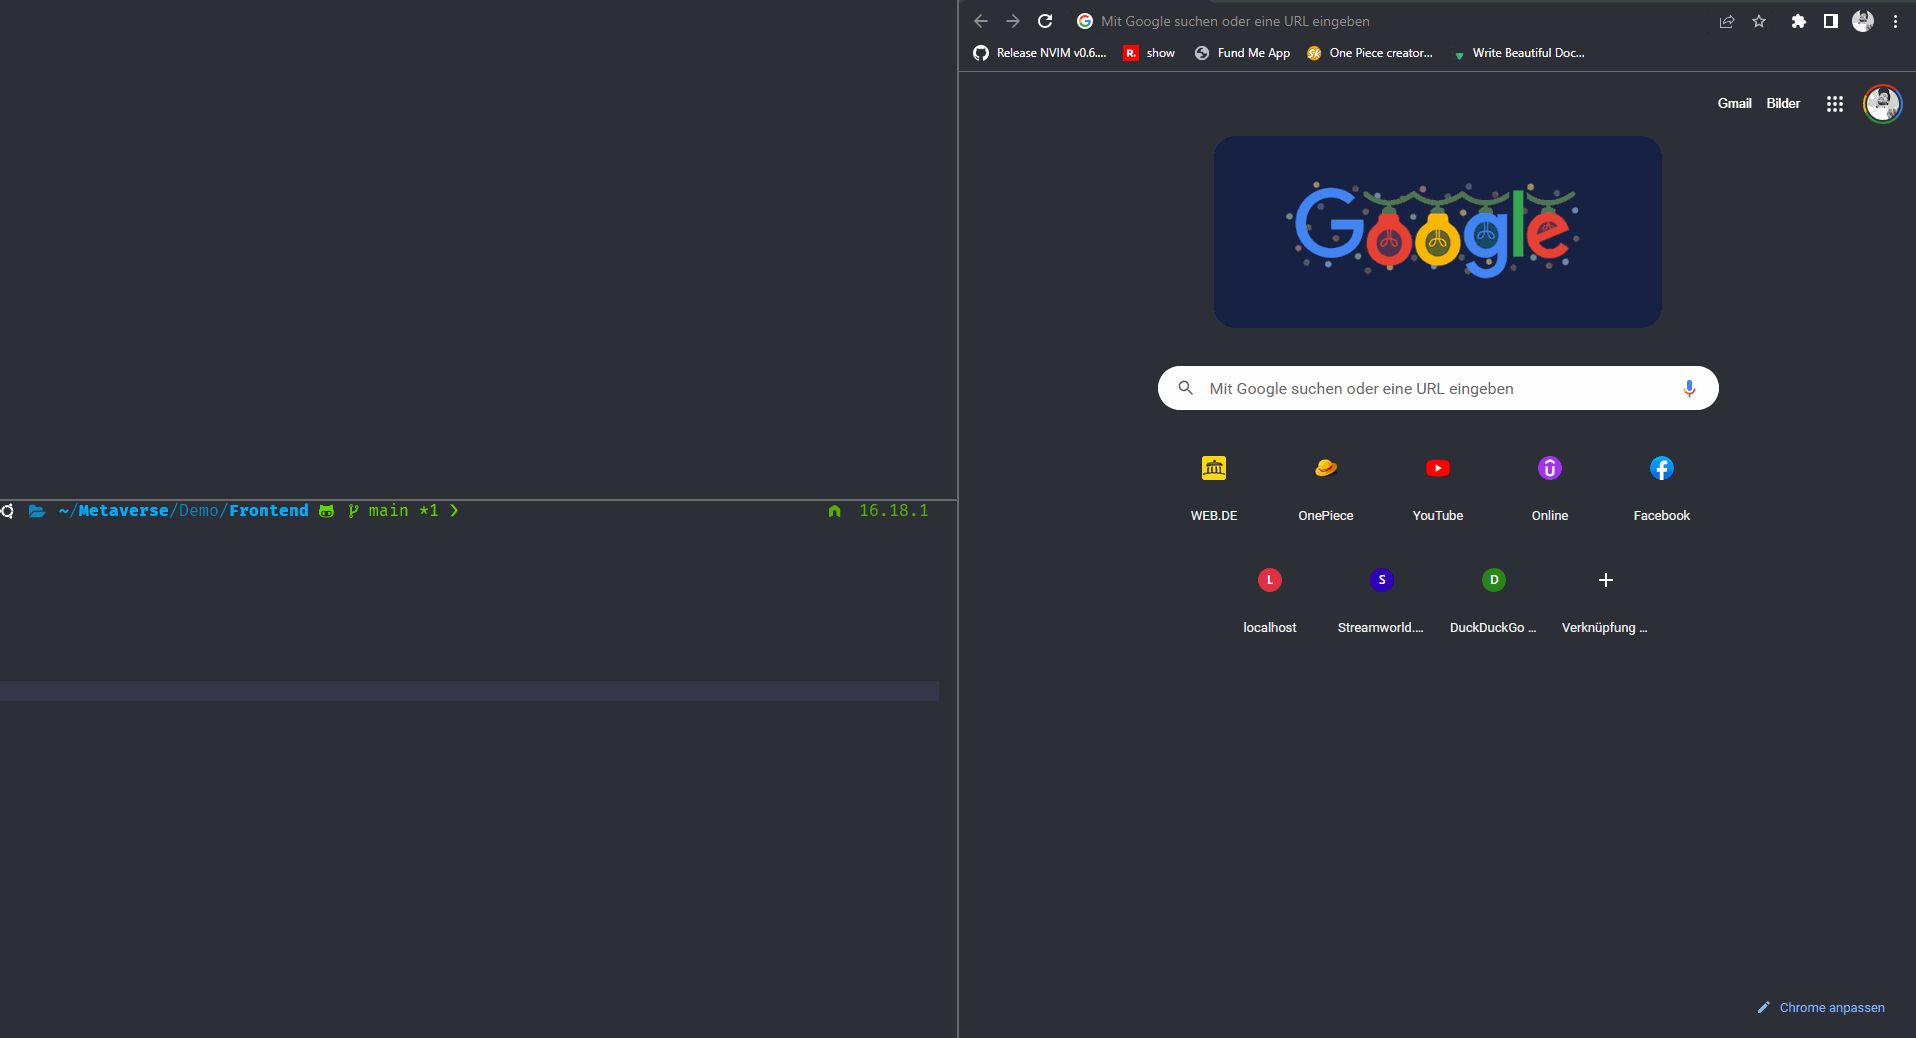 ~/Metaverse/Demo/Frontend main *1 ❯ 16.18.1
Mit Google suchen oder eine URL eingeben
Release NVIM v0.6.... R. show Fund Me App SK One Piece creator... Write Beautiful Doc...
Gmail Bilder
Google
Mit Google suchen oder eine URL eingeben
WEB.DE OnePiece YouTube Online Facebook
L S D
localhost Streamworld.... DuckDuckGo ... Verknüpfung ...
Chrome anpassen